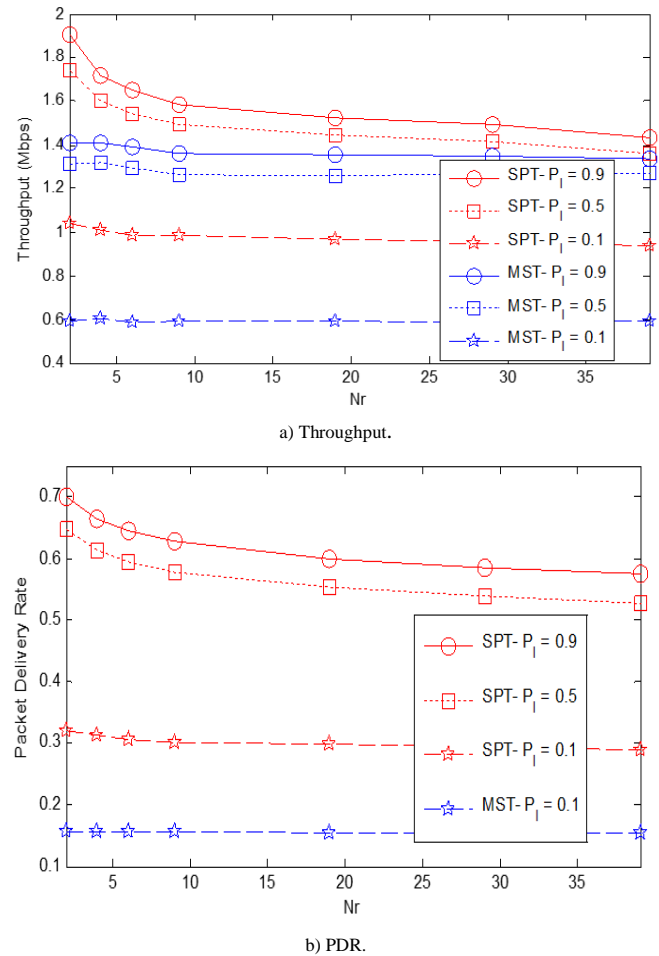 2
1.8
1.6
1.4
1.2
1
0.8
0.6
0.4
Throughput (Mbps)
SPT- P_I = 0.9
SPT- P_I = 0.5
SPT- P_I = 0.1
MST- P_I = 0.9
MST- P_I = 0.5
MST- P_I = 0.1
5 10 15 20 25 30 35
Nr
a) Throughput.
0.7
0.6
0.5
0.4
0.3
0.2
0.1
Packet Delivery Rate
SPT- P_I = 0.9
SPT- P_I = 0.5
SPT- P_I = 0.1
MST- P_I = 0.1
5 10 15 20 25 30 35
Nr
b) PDR.